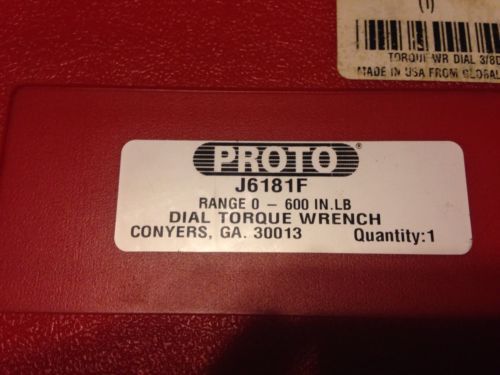 (1)
TORQUE WR DIAL 3/8D
MADE IN USA FROM GLOBAL
PROTO®
J6181F
RANGE 0 – 600 IN.LB
DIAL TORQUE WRENCH
CONYERS, GA. 30013 Quantity:1